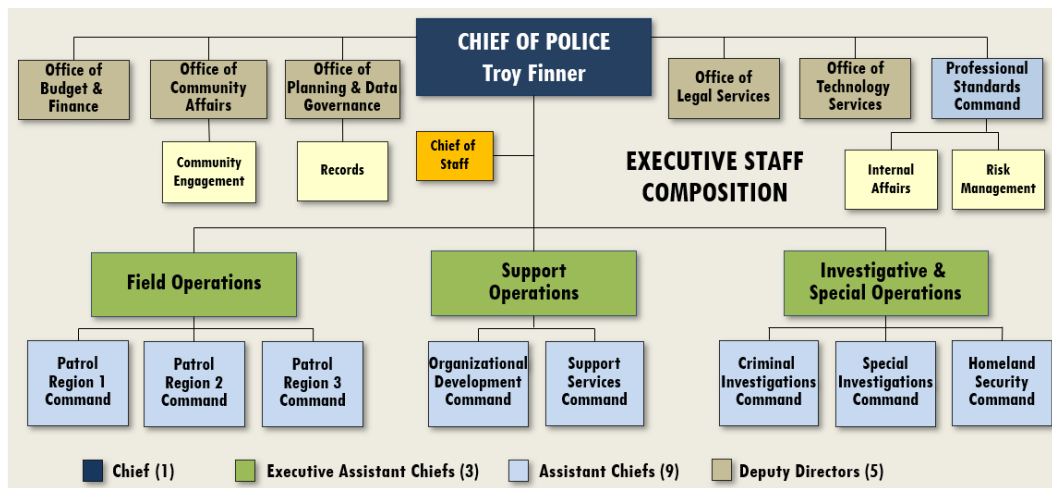 CHIEF OF POLICE
Troy Finner
Office of
Budget &
Finance
Office of
Community
Affairs
Office of
Planning & Data
Governance
Office of
Legal Services
Office of
Technology
Services
Professional
Standards
Command
Community
Engagement
Records
Chief of
Staff
EXECUTIVE STAFF
COMPOSITION
Internal
Affairs
Risk
Management
Field Operations
Support
Operations
Investigative &
Special Operations
Patrol
Region 1
Command
Patrol
Region 2
Command
Patrol
Region 3
Command
Organizational
Development
Command
Support
Services
Command
Criminal
Investigations
Command
Special
Investigations
Command
Homeland
Security
Command
Chief (1)
Executive Assistant Chiefs (3)
Assistant Chiefs (9)
Deputy Directors (5)